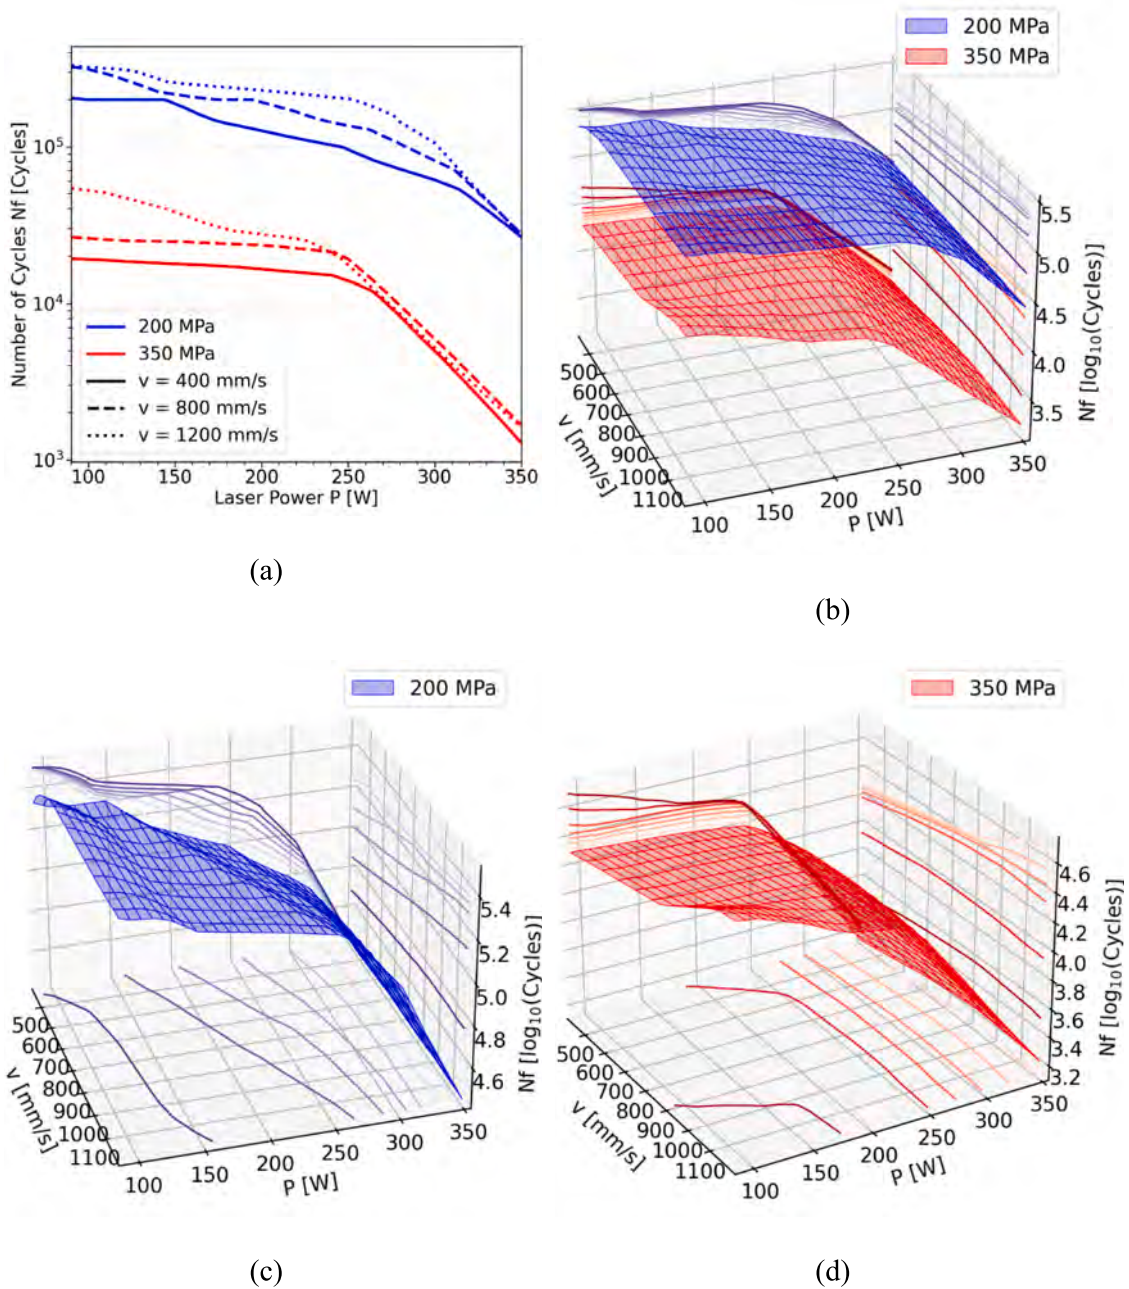 Number of Cycles Nf [Cycles]
10⁵
10⁴
10³
200 MPa
350 MPa
v = 400 mm/s
v = 800 mm/s
v = 1200 mm/s
100 150 200 250 300 350
Laser Power P [W]
(a)
200 MPa
350 MPa
5.5
5.0
4.5
4.0
3.5
Nf [log₁₀(Cycles)]
500
600
700
800
900
1000
1100
v [mm/s]
100 150 200 250 300 350
P [W]
(b)
200 MPa
5.4
5.2
5.0
4.8
4.6
Nf [log₁₀(Cycles)]
500
600
700
800
900
1000
1100
v [mm/s]
100 150 200 250 300 350
P [W]
(c)
350 MPa
4.6
4.4
4.2
4.0
3.8
3.6
3.4
3.2
Nf [log₁₀(Cycles)]
500
600
700
800
900
1000
1100
v [mm/s]
100 150 200 250 300 350
P [W]
(d)